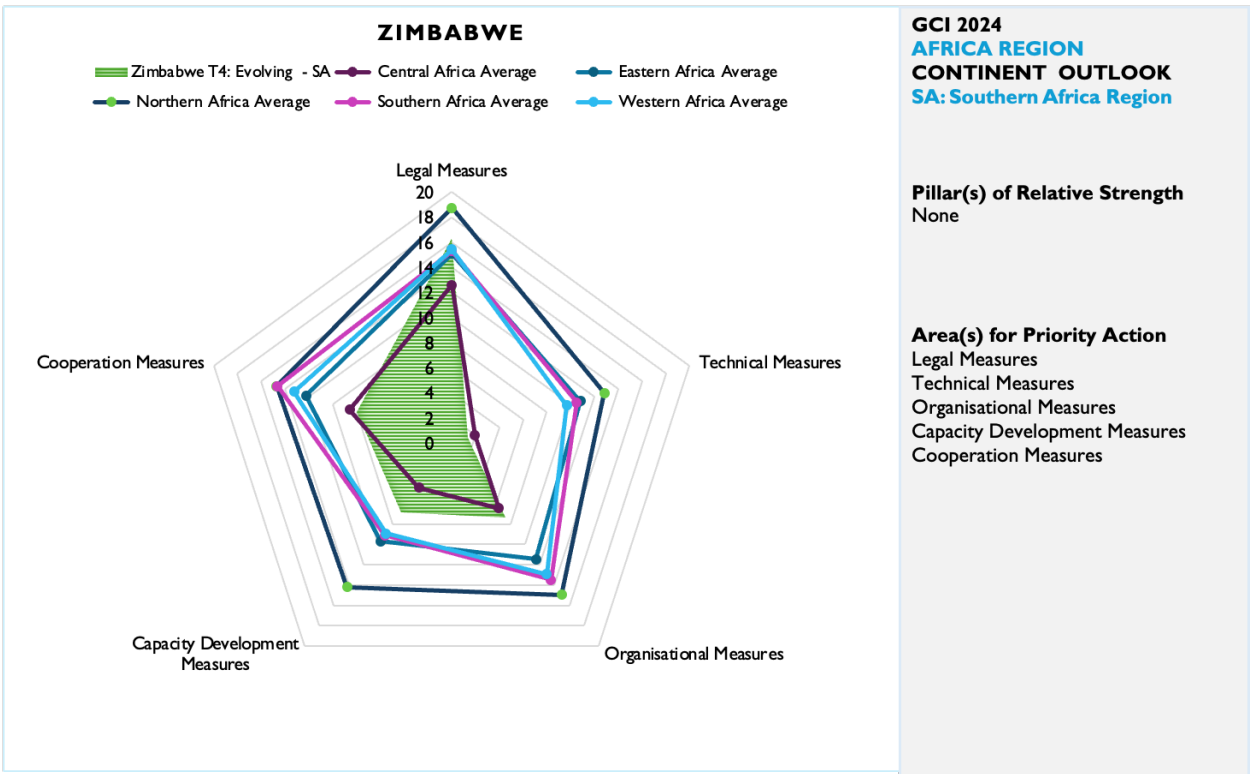 ZIMBABWE
Zimbabwe T4: Evolving - SA
Central Africa Average
Eastern Africa Average
Northern Africa Average
Southern Africa Average
Western Africa Average
Legal Measures
20
18
16
14
12
10
8
6
4
2
0
Cooperation Measures
Technical Measures
Capacity Development
Measures
Organisational Measures
GCI 2024
AFRICA REGION
CONTINENT OUTLOOK
SA: Southern Africa Region
Pillar(s) of Relative Strength
None
Area(s) for Priority Action
Legal Measures
Technical Measures
Organisational Measures
Capacity Development Measures
Cooperation Measures